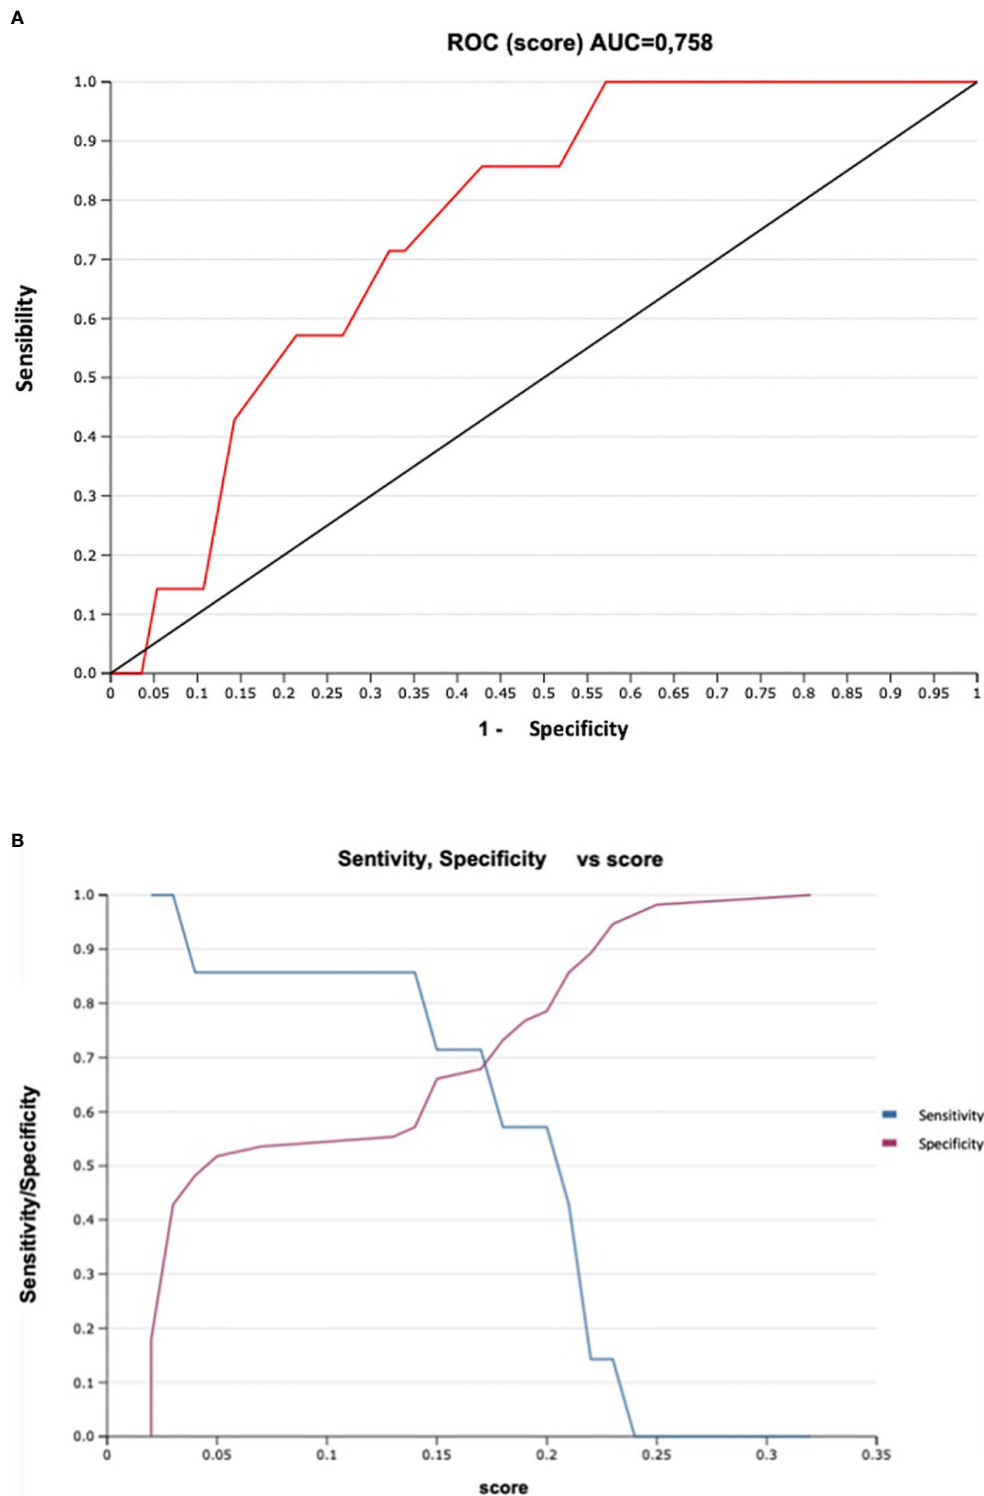 A
ROC (score) AUC=0,758
1.0
0.9
0.8
0.7
0.6
0.5
0.4
0.3
0.2
0.1
0.0
Sensibility
0 0.05 0.1 0.15 0.2 0.25 0.3 0.35 0.4 0.45 0.5 0.55 0.6 0.65 0.7 0.75 0.8 0.85 0.9 0.95 1
1 - Specificity
B
Sentivity, Specificity vs score
1.0
0.9
0.8
0.7
0.6
0.5
0.4
0.3
0.2
0.1
0.0
Sensitivity/Specificity
Sensitivity
Specificity
0 0.05 0.1 0.15 0.2 0.25 0.3 0.35
score